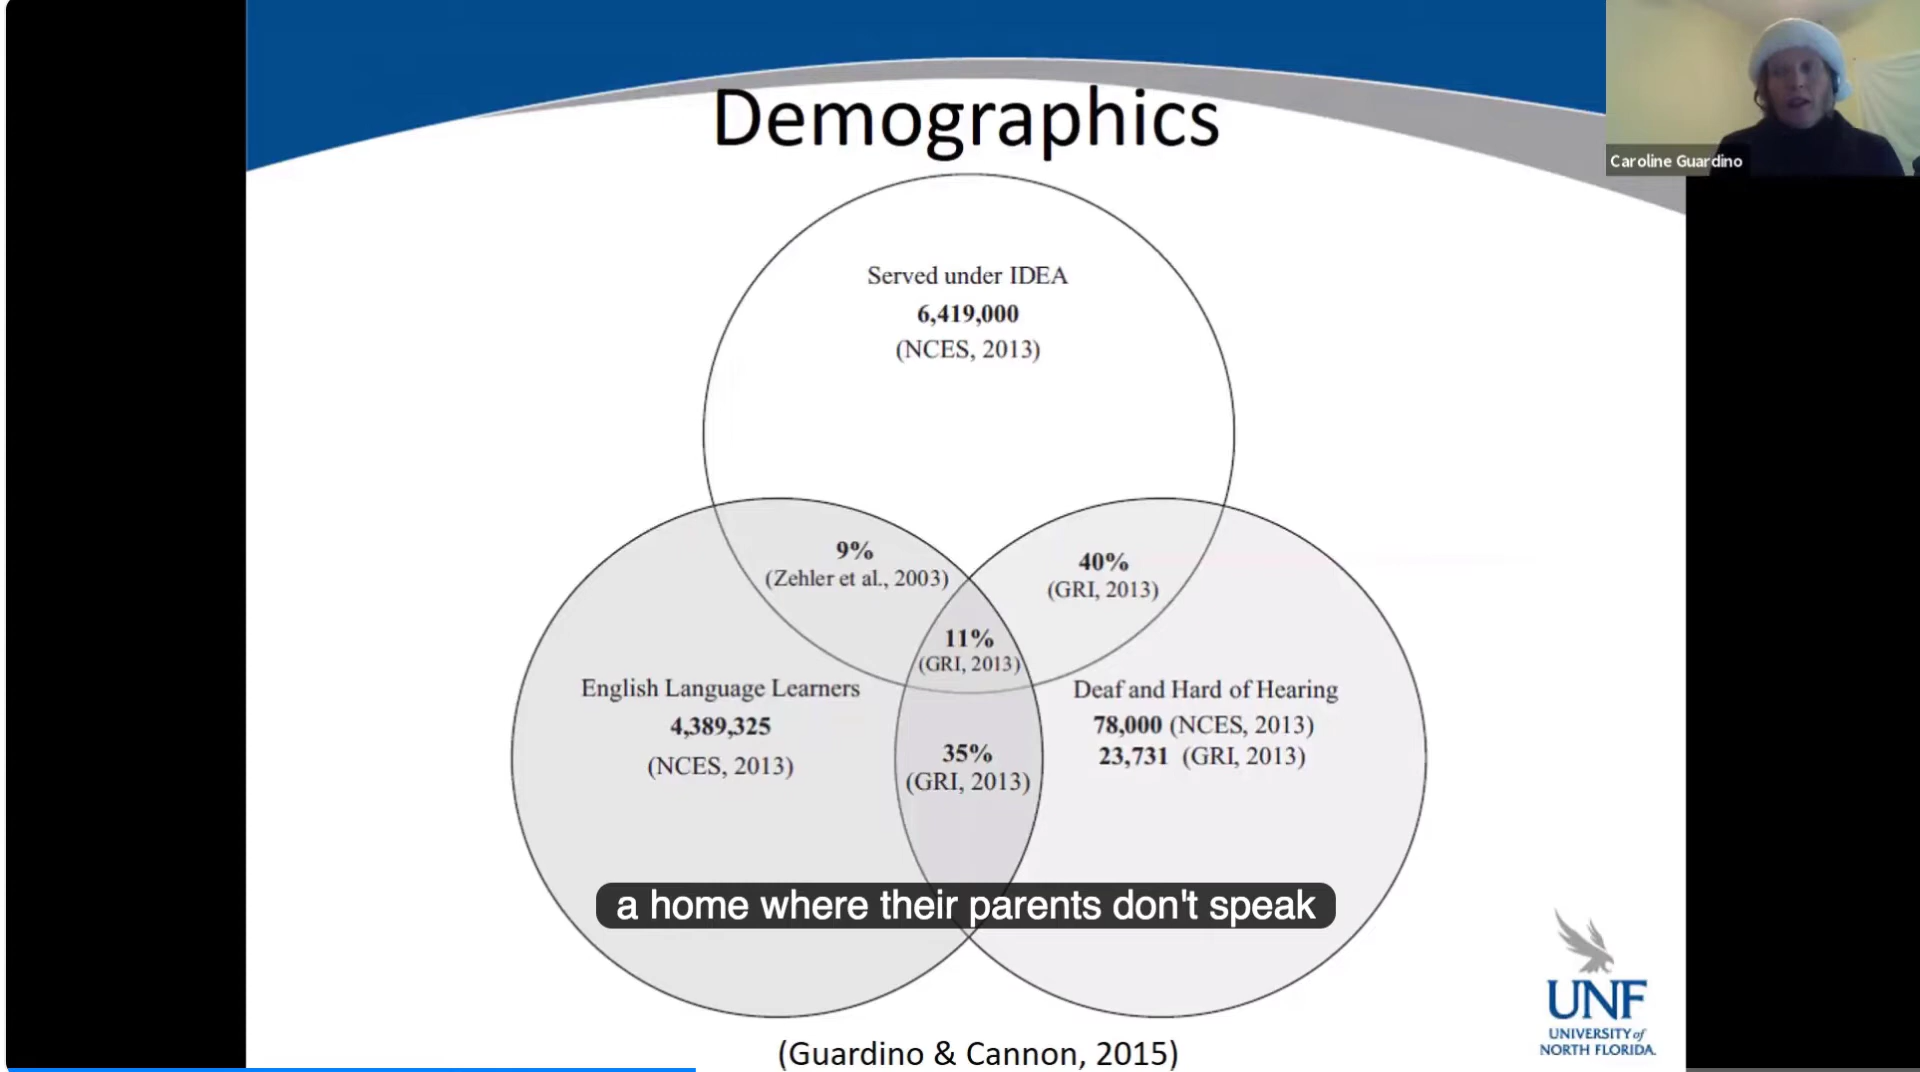 Demographics
Caroline Guardino
Served under IDEA
6,419,000
(NCES, 2013)
9%
(Zehler et al., 2003)
40%
(GRI, 2013)
11%
(GRI, 2013)
English Language Learners
4,389,325
(NCES, 2013)
Deaf and Hard of Hearing
78,000 (NCES, 2013)
23,731 (GRI, 2013)
35%
(GRI, 2013)
a home where their parents don't speak
UNF
UNIVERSITY of
NORTH FLORIDA.
(Guardino & Cannon, 2015)